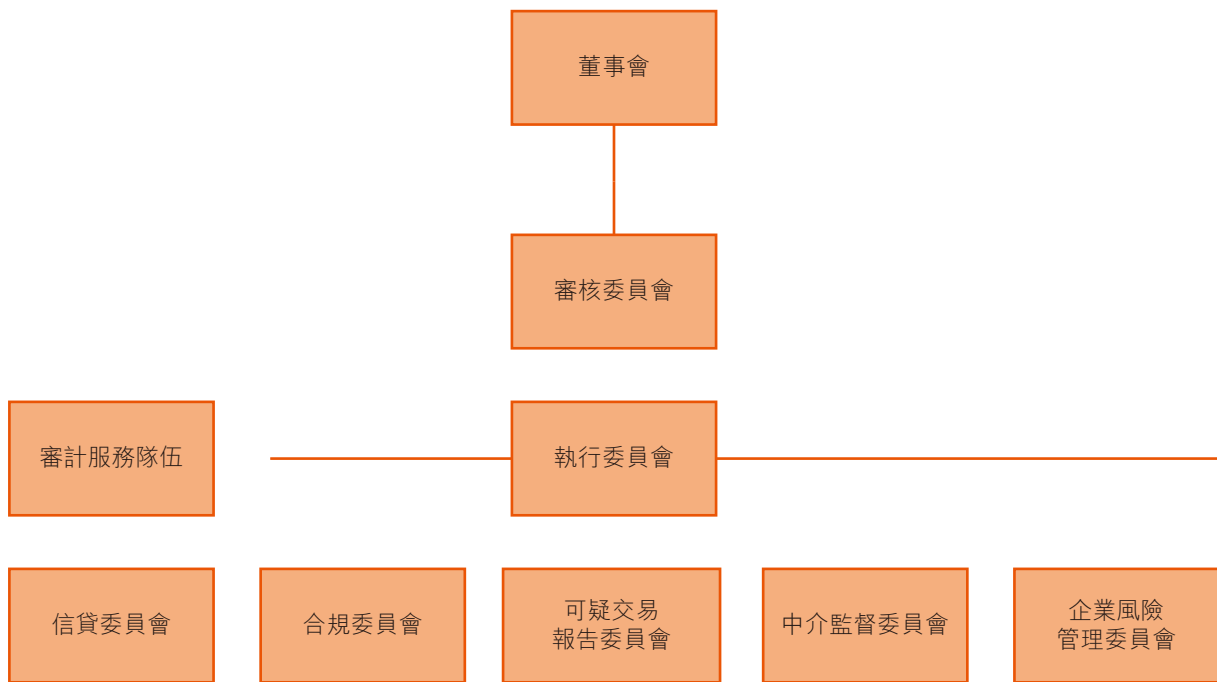 董事會
審核委員會
審計服務隊伍
執行委員會
信貸委員會
合規委員會
可疑交易
報告委員會
中介監督委員會
企業風險
管理委員會